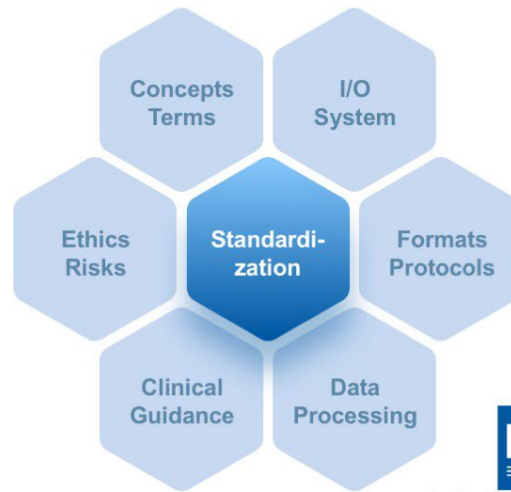 Concepts
Terms
I/O
System
Ethics
Risks
Standardi-
zation
Formats
Protocols
Clinical
Guidance
Data
Processing